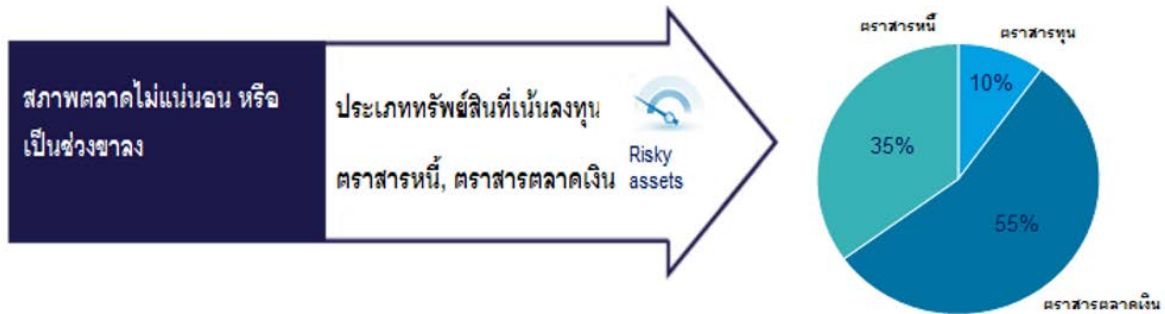 สภาพตลาดไม่แน่นอน หรือ
เป็นช่วงขาลง
ประเภททรัพย์สินที่เน้นลงทุน
ตราสารหนี้, ตราสารตลาดเงิน
Risky
assets
ตราสารหนี้
ตราสารทุน
10%
35%
55%
ตราสารตลาดเงิน